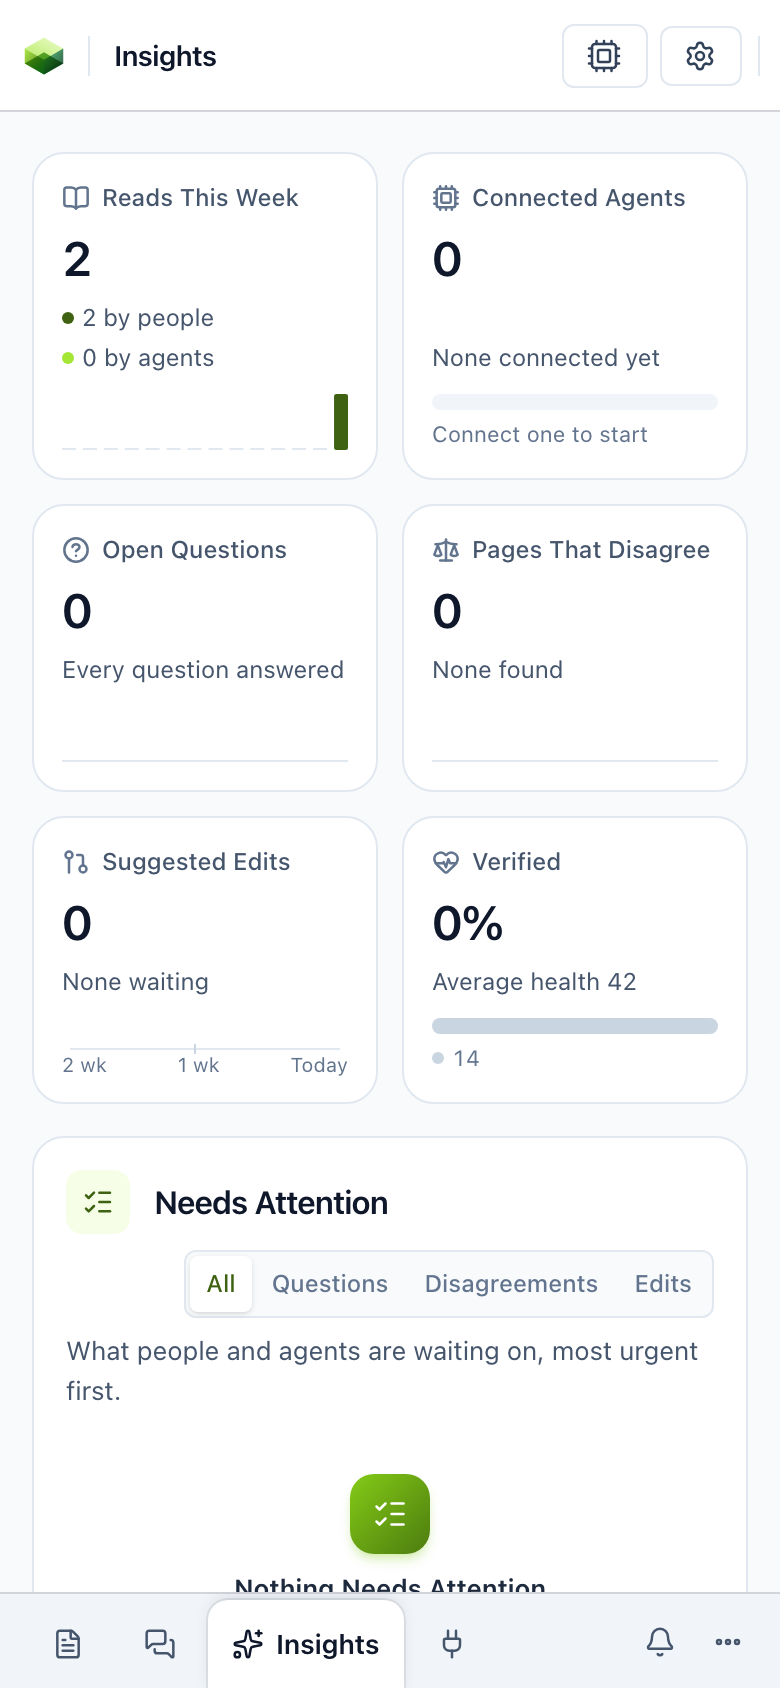 Insights
Reads This Week
2
2 by people
0 by agents
Connected Agents
0
None connected yet
Connect one to start
Open Questions
0
Every question answered
Pages That Disagree
0
None found
Suggested Edits
0
None waiting
2 wk 1 wk Today
Verified
0%
Average health 42
14
Needs Attention
All Questions Disagreements Edits
What people and agents are waiting on, most urgent
first.
Nothing Needs Attention
Insights